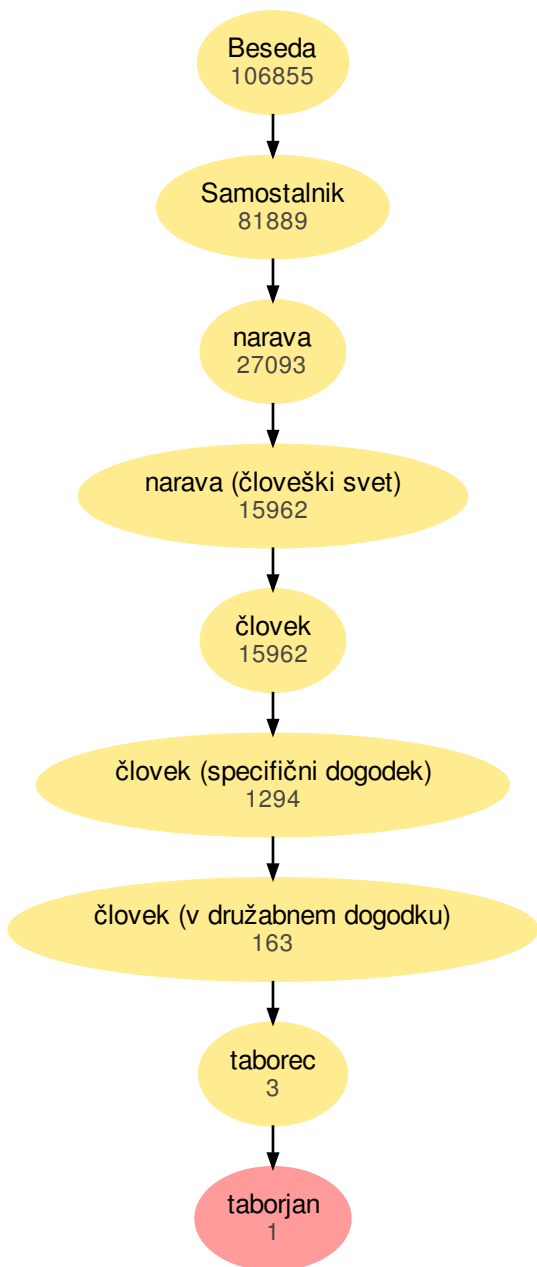 Beseda
106855
Samostalnik
81889
narava
27093
narava (človeški svet)
15962
človek
15962
človek (specifični dogodek)
1294
človek (v družabnem dogodku)
163
taborec
3
taborjan
1